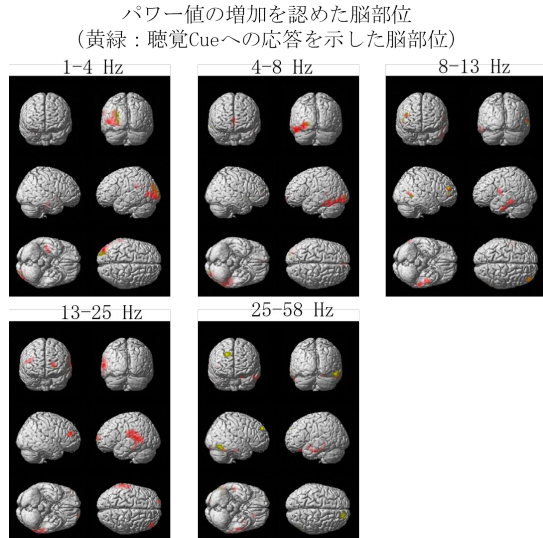 パワー値の増加を認めた脳部位
(黄緑：聴覚Cueへの応答を示した脳部位)
1-4 Hz
4-8 Hz
8-13 Hz
13-25 Hz
25-58 Hz